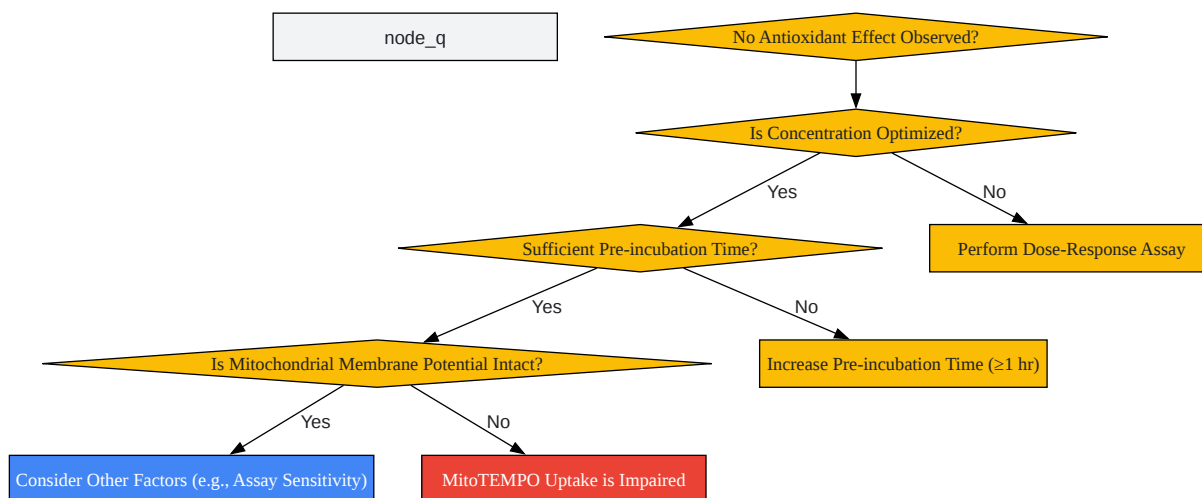 node_q
No Antioxidant Effect Observed?
Is Concentration Optimized?
Yes
No
Sufficient Pre-incubation Time?
Perform Dose-Response Assay
Yes
No
Is Mitochondrial Membrane Potential Intact?
Increase Pre-incubation Time (≥1 hr)
Yes
No
Consider Other Factors (e.g., Assay Sensitivity)
MitoTEMPO Uptake is Impaired